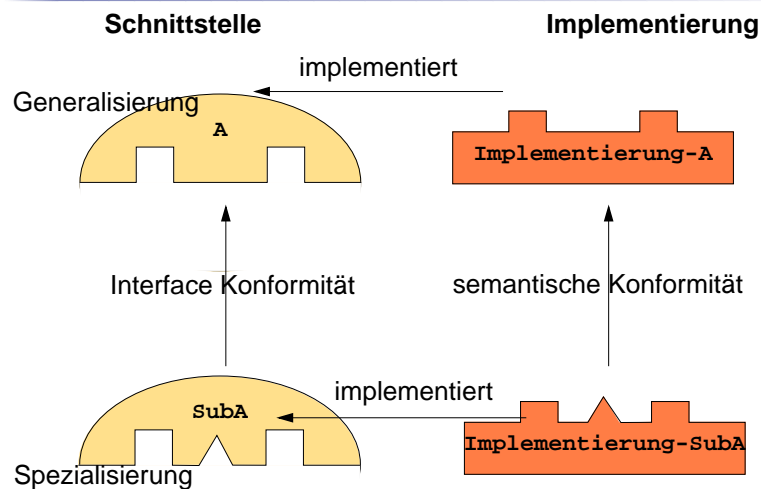 Schnittstelle
Implementierung
implementiert
Generalisierung
A
Implementierung-A
Interface Konformität
semantische Konformität
implementiert
SubA
Implementierung-SubA
Spezialisierung